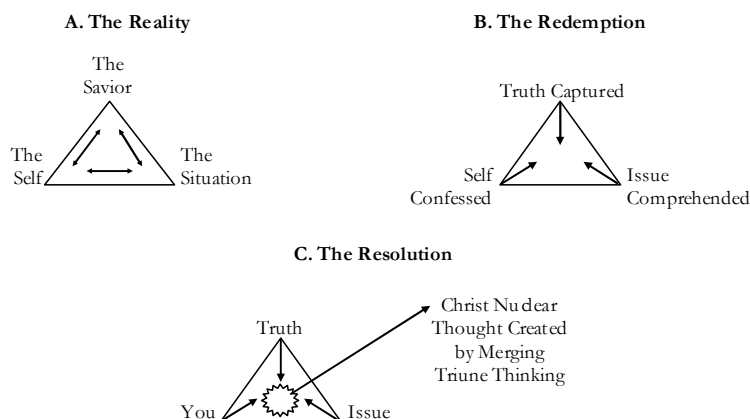 A. The Reality
The
Savior
The
Self
The
Situation
B. The Redemption
Truth Captured
Self
Confessed
Issue
Comprehended
C. The Resolution
Truth
You
Issue
Christ Nuclear
Thought Created
by Merging
Triune Thinking